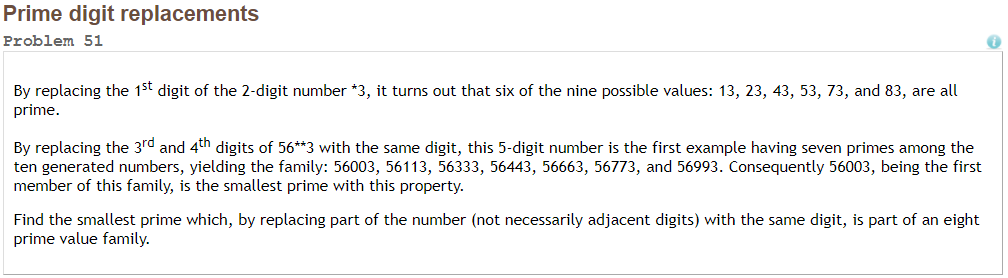 Prime digit replacements
Problem 51
i
By replacing the 1st digit of the 2-digit number *3, it turns out that six of the nine possible values: 13, 23, 43, 53, 73, and 83, are all
prime.
By replacing the 3rd and 4th digits of 56**3 with the same digit, this 5-digit number is the first example having seven primes among the
ten generated numbers, yielding the family: 56003, 56113, 56333, 56443, 56663, 56773, and 56993. Consequently 56003, being the first
member of this family, is the smallest prime with this property.
Find the smallest prime which, by replacing part of the number (not necessarily adjacent digits) with the same digit, is part of an eight
prime value family.